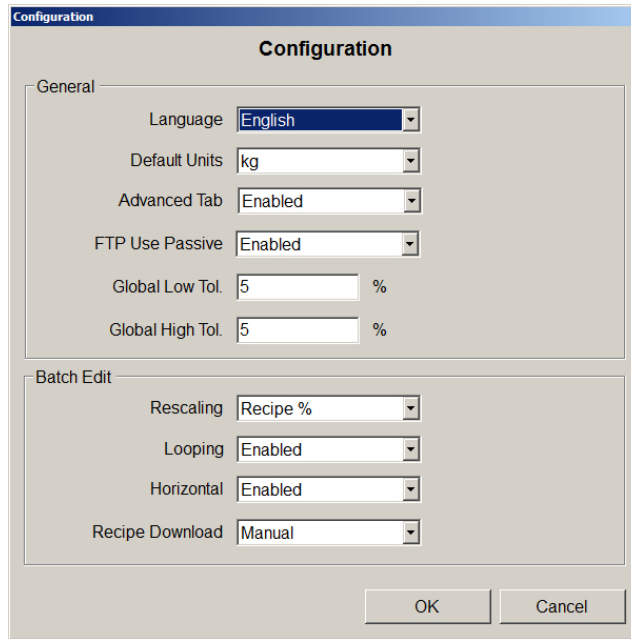 Configuration
Configuration
General
Language English
Default Units kg
Advanced Tab Enabled
FTP Use Passive Enabled
Global Low Tol. 5 %
Global High Tol. 5 %
Batch Edit
Rescaling Recipe %
Looping Enabled
Horizontal Enabled
Recipe Download Manual
OK Cancel